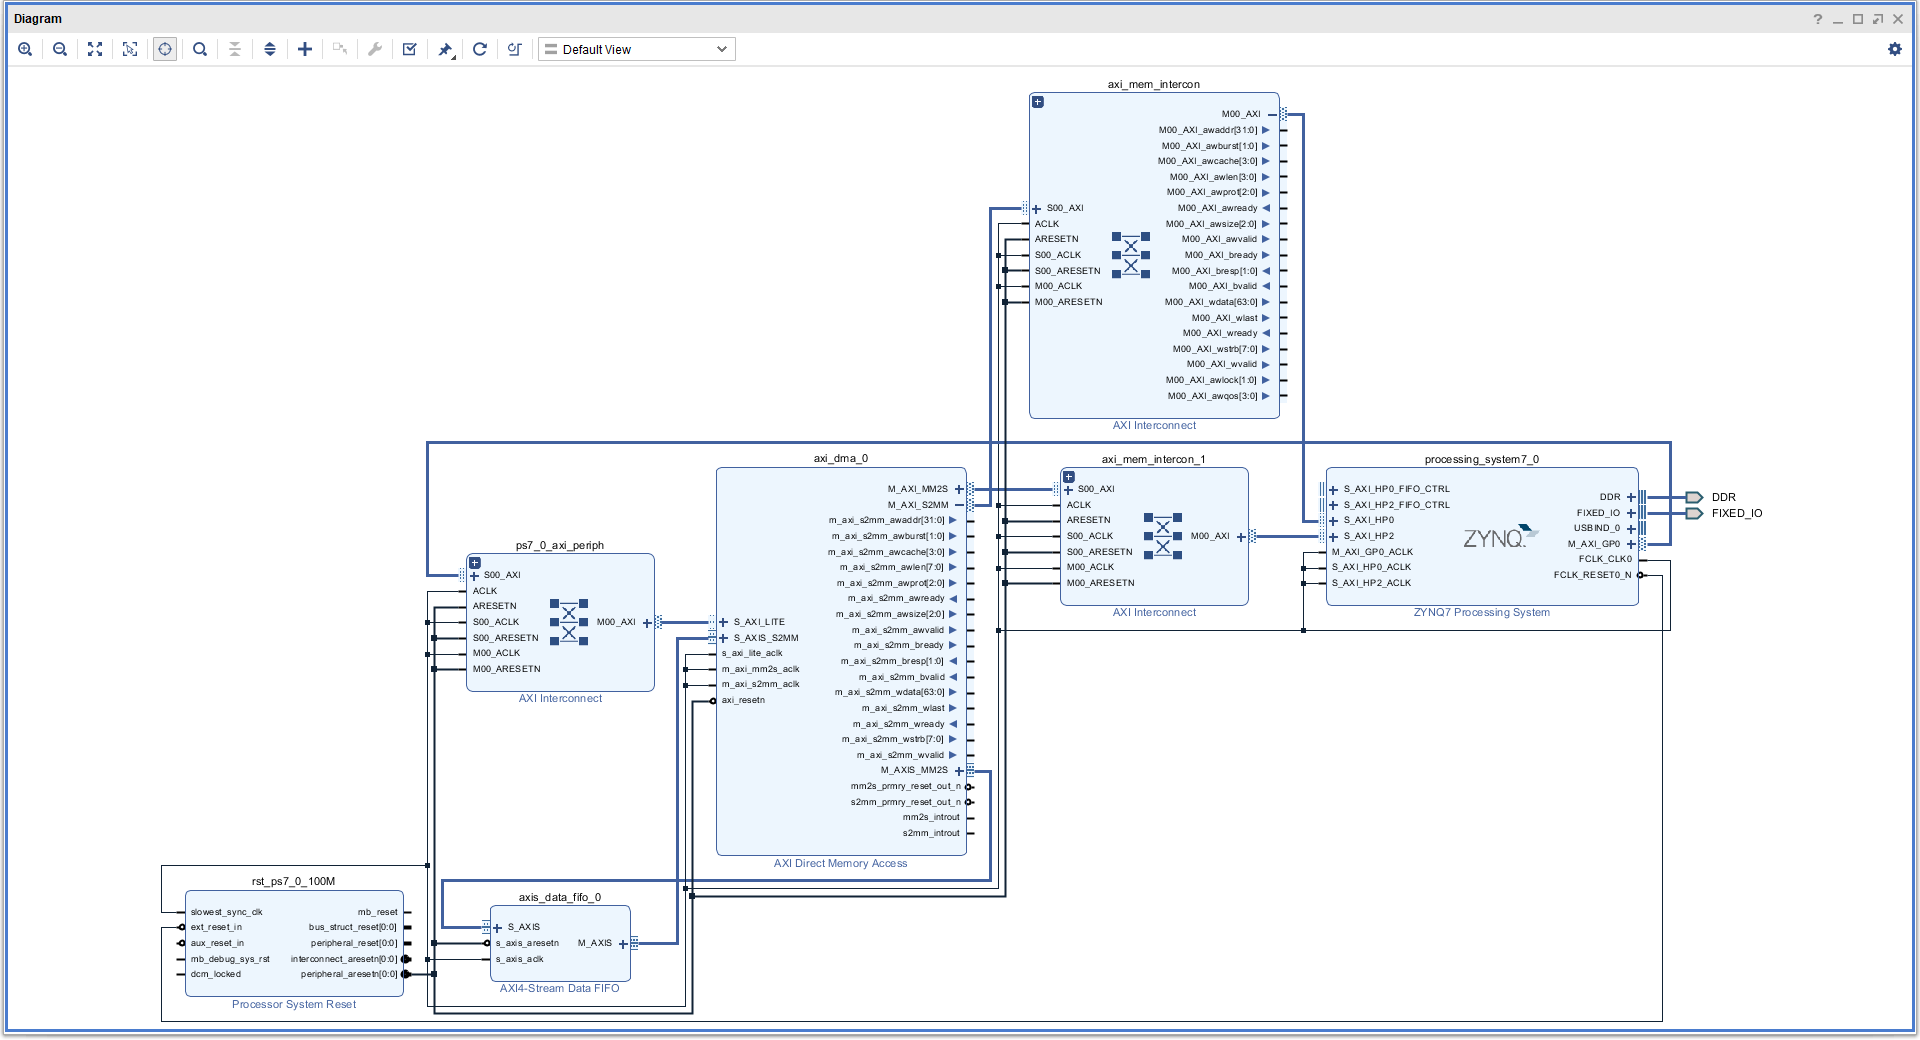 Diagram
Default View
axi_mem_intercon
M00_AXI
M00_AXI_awaddr[31:0]
M00_AXI_awburst[1:0]
M00_AXI_awcache[3:0]
M00_AXI_awlen[3:0]
M00_AXI_awprot[2:0]
S00_AXI
M00_AXI_awready
ACLK
M00_AXI_awsize[2:0]
ARESETN
M00_AXI_awvalid
S00_ACLK
M00_AXI_bready
S00_ARESETN
M00_AXI_bresp[1:0]
M00_ACLK
M00_AXI_bvalid
M00_ARESETN
M00_AXI_wdata[63:0]
M00_AXI_wlast
M00_AXI_wready
M00_AXI_wstrb[7:0]
M00_AXI_wvalid
M00_AXI_awlock[1:0]
M00_AXI_awqos[3:0]
AXI Interconnect
axi_dma_0
M_AXI_MM2S
M_AXI_S2MM
m_axi_s2mm_awaddr[31:0]
m_axi_s2mm_awburst[1:0]
m_axi_s2mm_awcache[3:0]
m_axi_s2mm_awlen[7:0]
m_axi_s2mm_awprot[2:0]
m_axi_s2mm_awready
m_axi_s2mm_awsize[2:0]
S_AXI_LITE
m_axi_s2mm_awvalid
S_AXIS_S2MM
m_axi_s2mm_bready
s_axi_lite_aclk
m_axi_s2mm_bresp[1:0]
m_axi_mm2s_aclk
m_axi_s2mm_bvalid
m_axi_s2mm_aclk
m_axi_s2mm_wdata[63:0]
axi_resetn
m_axi_s2mm_wlast
m_axi_s2mm_wready
m_axi_s2mm_wstrb[7:0]
m_axi_s2mm_wvalid
M_AXIS_MM2S
mm2s_prmry_reset_out_n
s2mm_prmry_reset_out_n
mm2s_introut
s2mm_introut
AXI Direct Memory Access
axi_mem_intercon_1
S00_AXI
ACLK
ARESETN
S00_ACLK
M00_AXI
S00_ARESETN
M00_ACLK
M00_ARESETN
AXI Interconnect
processing_system7_0
S_AXI_HP0_FIFO_CTRL
DDR
S_AXI_HP2_FIFO_CTRL
FIXED_IO
S_AXI_HP0
USBIND_0
S_AXI_HP2
M_AXI_GP0
M_AXI_GP0_ACLK
FCLK_CLK0
S_AXI_HP0_ACLK
FCLK_RESET0_N
S_AXI_HP2_ACLK
ZYNQ
ZYNQ7 Processing System
DDR
FIXED_IO
ps7_0_axi_periph
S00_AXI
ACLK
ARESETN
S00_ACLK
M00_AXI
S00_ARESETN
M00_ACLK
M00_ARESETN
AXI Interconnect
rst_ps7_0_100M
slowest_sync_clk
mb_reset
ext_reset_in
bus_struct_reset[0:0]
aux_reset_in
peripheral_reset[0:0]
mb_debug_sys_rst
interconnect_aresetn[0:0]
dcm_locked
peripheral_aresetn[0:0]
Processor System Reset
axis_data_fifo_0
S_AXIS
s_axis_aresetn
M_AXIS
s_axis_aclk
AXI4-Stream Data FIFO